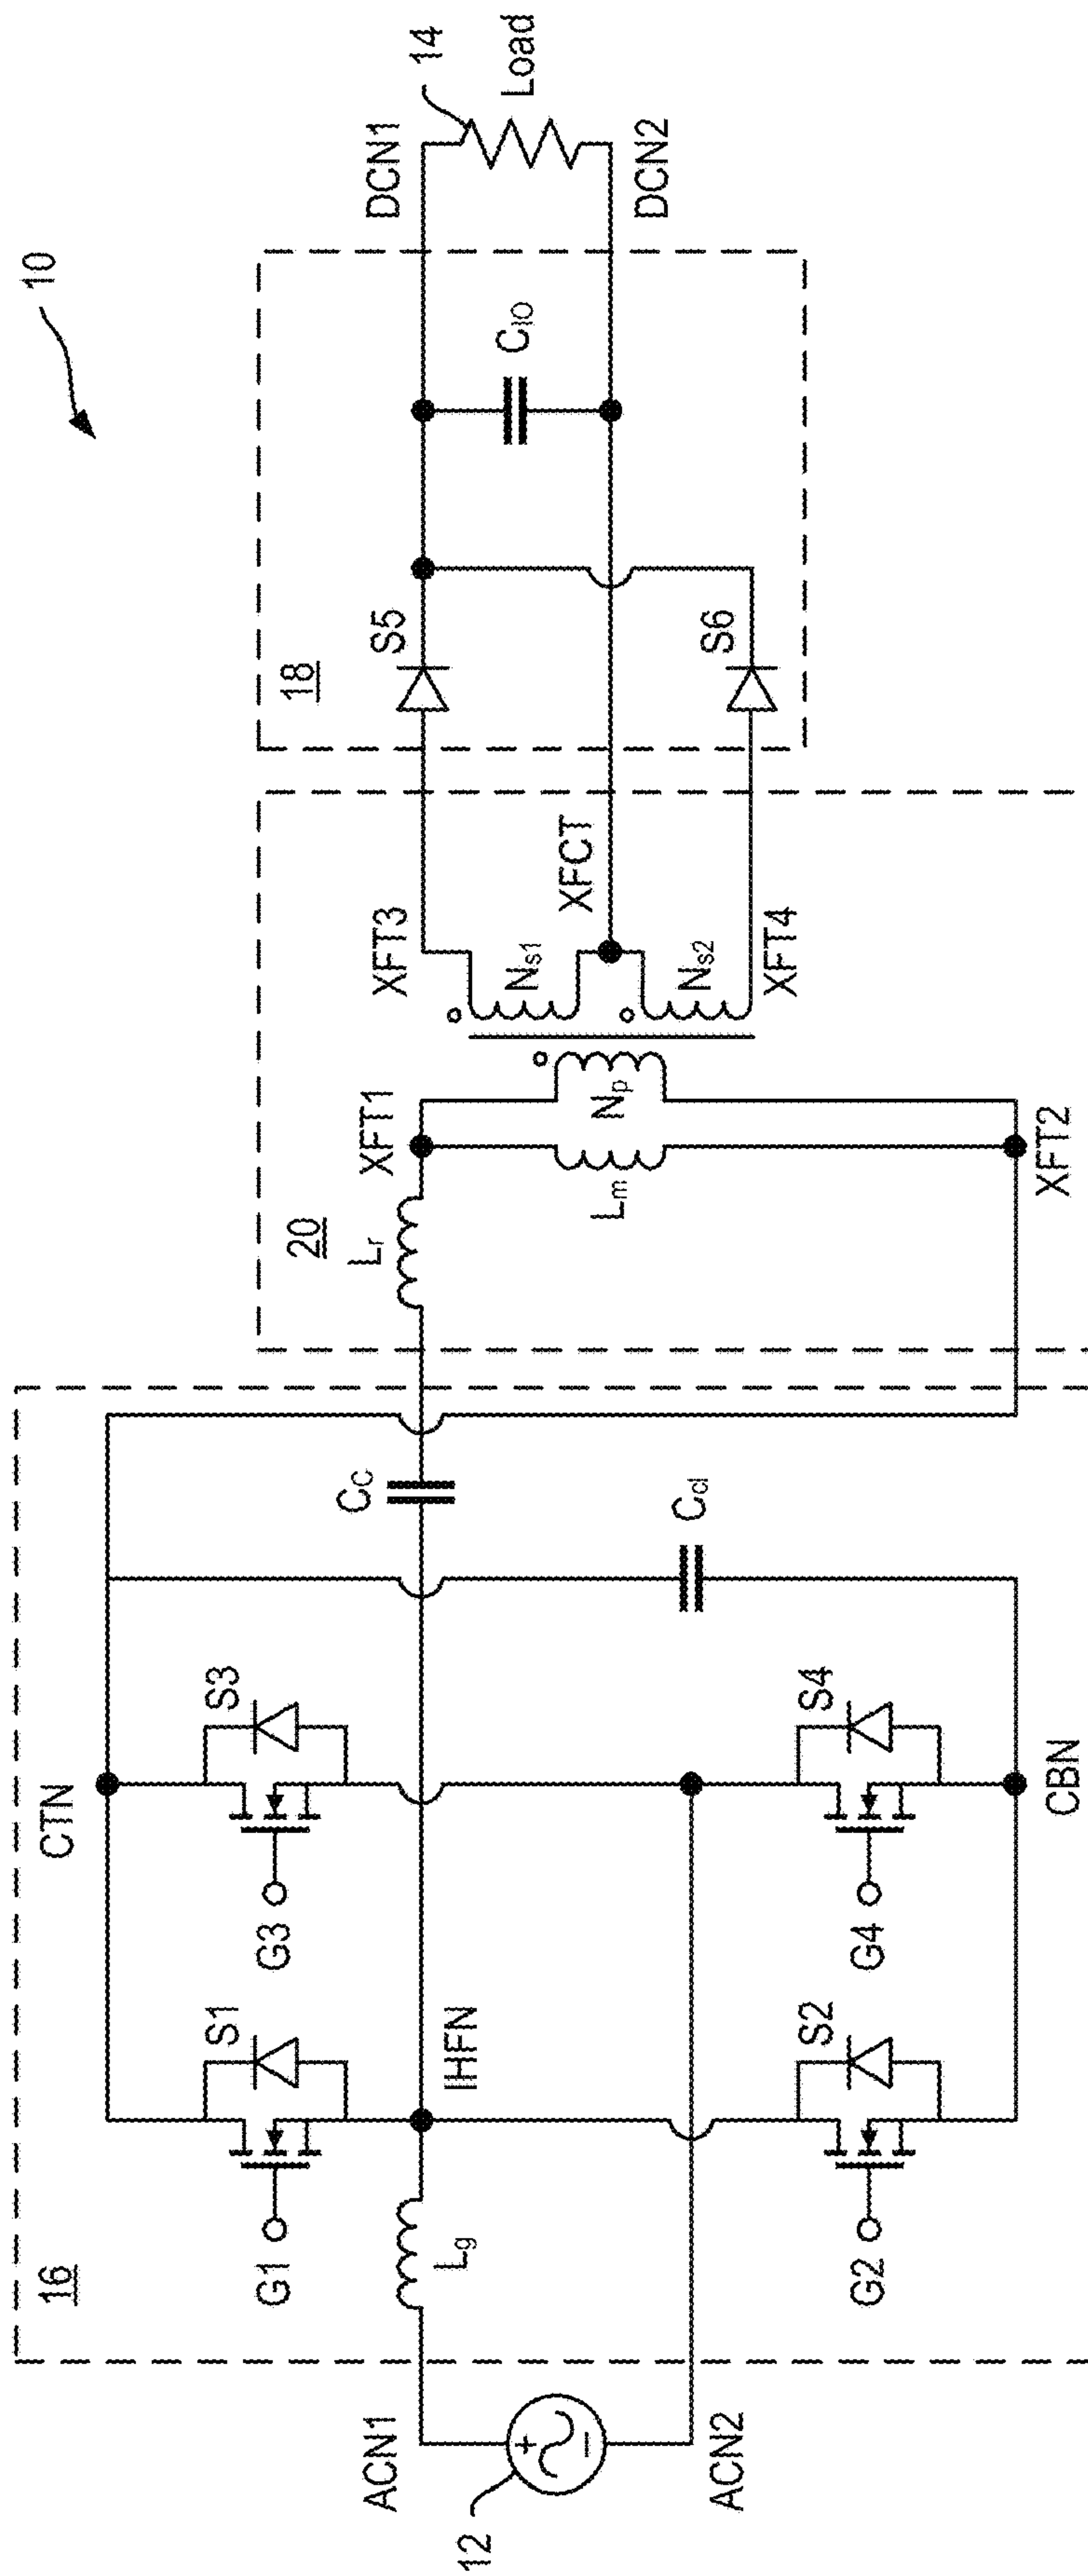 10
16
CTN
G1
S1
G3
S3
L_g
IHFN
ACN1
12
+
−
ACN2
G2
S2
G4
S4
CBN
C_C
C_cl
20
L_r
XFT1
L_m
N_p
XFT2
XFT3
N_s1
XFCT
N_s2
XFT4
18
S5
S6
C_IO
DCN1
14
Load
DCN2